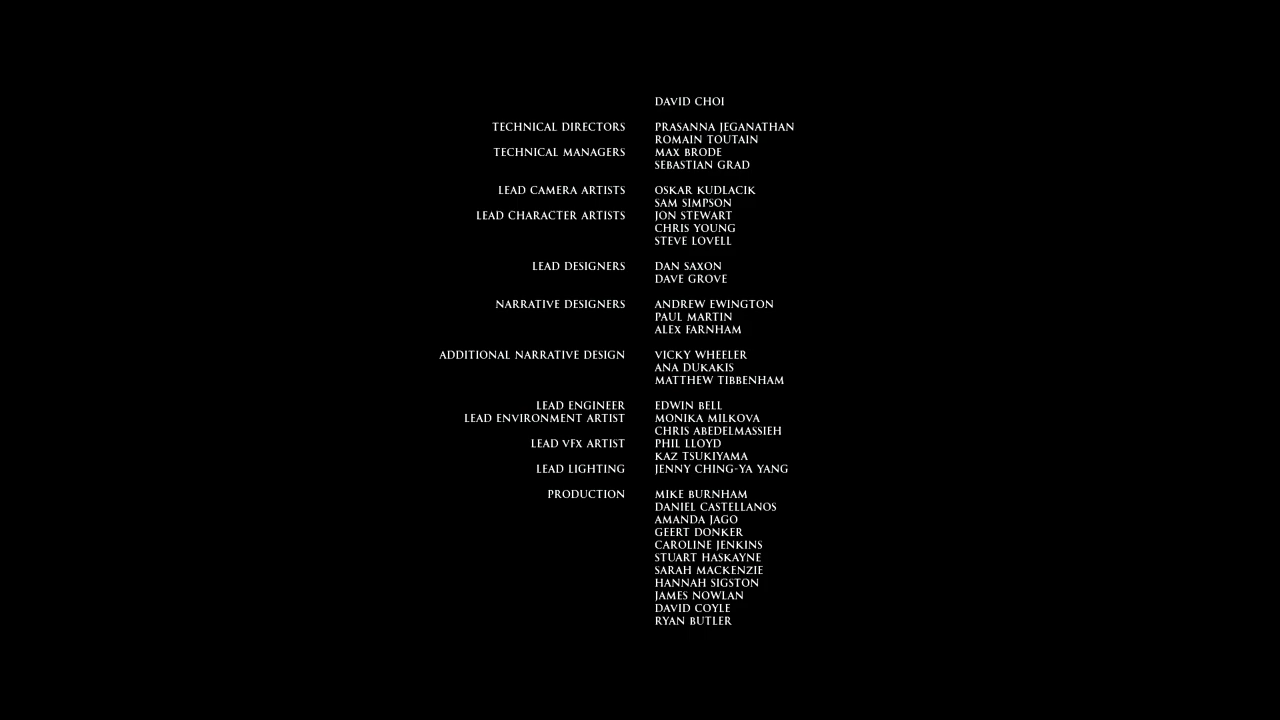 DAVID CHOI
TECHNICAL DIRECTORS PRASANNA JEGANATHAN
ROMAIN TOUTAIN
TECHNICAL MANAGERS MAX BRODE
SEBASTIAN GRAD
LEAD CAMERA ARTISTS OSKAR KUDLACIK
SAM SIMPSON
LEAD CHARACTER ARTISTS JON STEWART
CHRIS YOUNG
STEVE LOVELL
LEAD DESIGNERS DAN SAXON
DAVE GROVE
NARRATIVE DESIGNERS ANDREW EWINGTON
PAUL MARTIN
ALEX FARNHAM
ADDITIONAL NARRATIVE DESIGN VICKY WHEELER
ANA DUKAKIS
MATTHEW TIBBENHAM
LEAD ENGINEER EDWIN BELL
LEAD ENVIRONMENT ARTIST MONIKA MILKOVA
CHRIS ABEDELMASSIEH
LEAD VFX ARTIST PHIL LLOYD
KAZ TSUKIYAMA
LEAD LIGHTING JENNY CHING-YA YANG
PRODUCTION MIKE BURNHAM
DANIEL CASTELLANOS
AMANDA JAGO
GEERT DONKER
CAROLINE JENKINS
STUART HASKAYNE
SARAH MACKENZIE
HANNAH SIGSTON
JAMES NOWLAN
DAVID COYLE
RYAN BUTLER